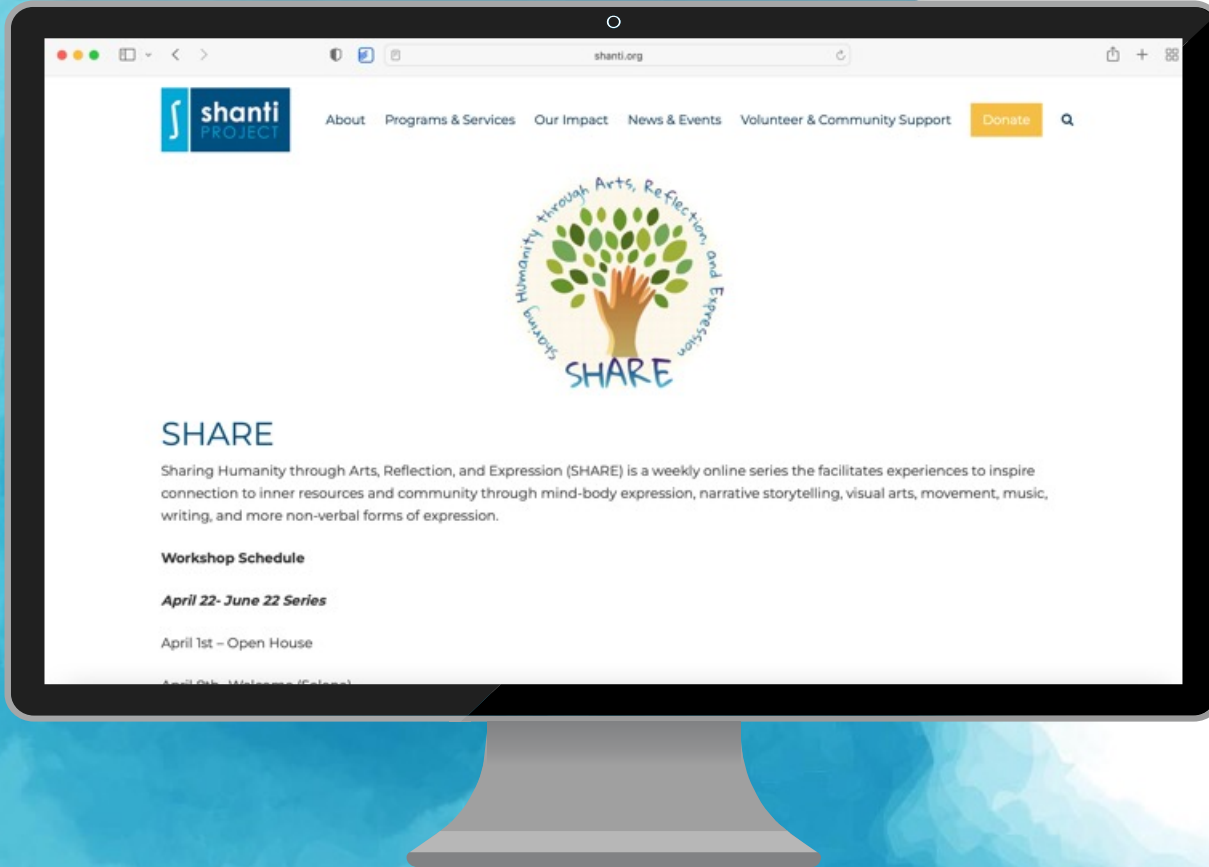 shanti.org
shanti
PROJECT
About Programs & Services Our Impact News & Events Volunteer & Community Support Donate
Sharing Humanity through Arts, Reflection, and Expression
SHARE
SHARE
Sharing Humanity through Arts, Reflection, and Expression (SHARE) is a weekly online series the facilitates experiences to inspire
connection to inner resources and community through mind-body expression, narrative storytelling, visual arts, movement, music,
writing, and more non-verbal forms of expression.
Workshop Schedule
April 22- June 22 Series
April 1st – Open House